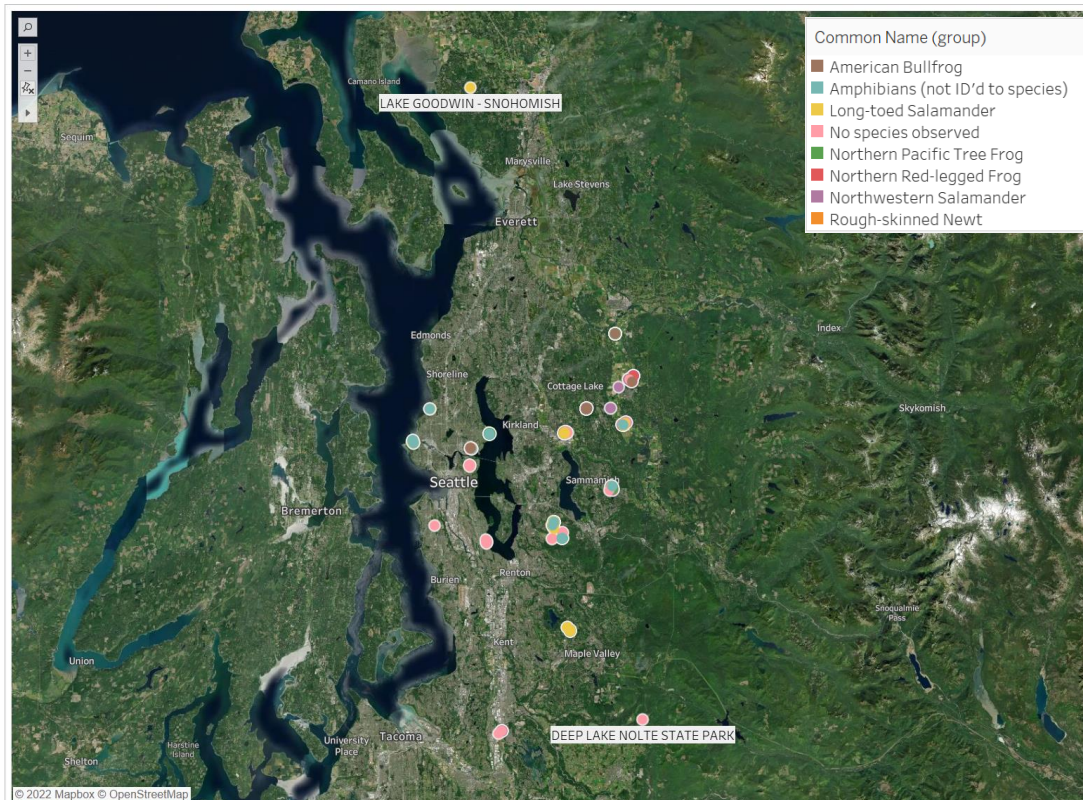 Common Name (group)
American Bullfrog
Amphibians (not ID'd to species)
Long-toed Salamander
No species observed
Northern Pacific Tree Frog
Northern Red-legged Frog
Northwestern Salamander
Rough-skinned Newt
Camano Island
LAKE GOODWIN - SNOHOMISH
Sequim
Marysville
Lake Stevens
Everett
Edmonds
Index
Shoreline
Cottage Lake
Skykomish
Kirkland
Seattle
Sammamish
Bremerton
Renton
Burien
Snoqualmie
Pass
Kent
Union
Maple Valley
DEEP LAKE NOLTE STATE PARK
Tacoma
University
Place
Harstine
Island
Shelton
© 2022 Mapbox © OpenStreetMap